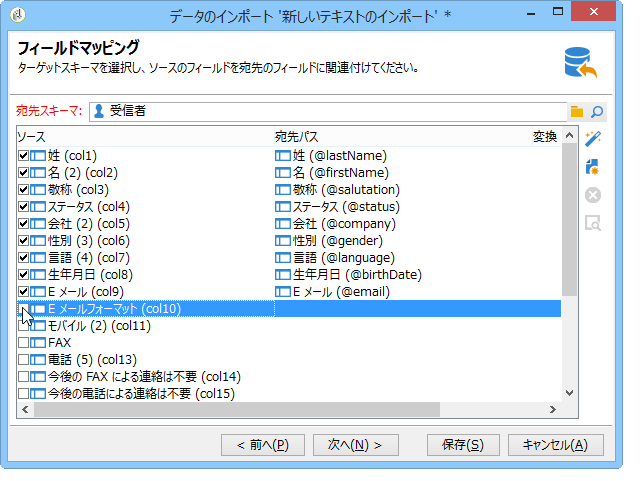 データのインポート '新しいテキストのインポート' *
フィールドマッピング
ターゲットスキーマを選択し、ソースのフィールドを宛先のフィールドに関連付けてください。
宛先スキーマ: 受信者
ソース 宛先パス 変換
姓 (col1) 姓 (@lastName)
名 (2) (col2) 名 (@firstName)
敬称 (col3) 敬称 (@salutation)
ステータス (col4) ステータス (@status)
会社 (2) (col5) 会社 (@company)
性別 (3) (col6) 性別 (@gender)
言語 (4) (col7) 言語 (@language)
生年月日 (col8) 生年月日 (@birthDate)
E メール (col9) E メール (@email)
E メールフォーマット (col10)
モバイル (2) (col11)
FAX
電話 (5) (col13)
今後の FAX による連絡は不要 (col14)
今後の電話による連絡は不要 (col15)
< 前へ(P) 次へ(N) > 保存(S) キャンセル(A)